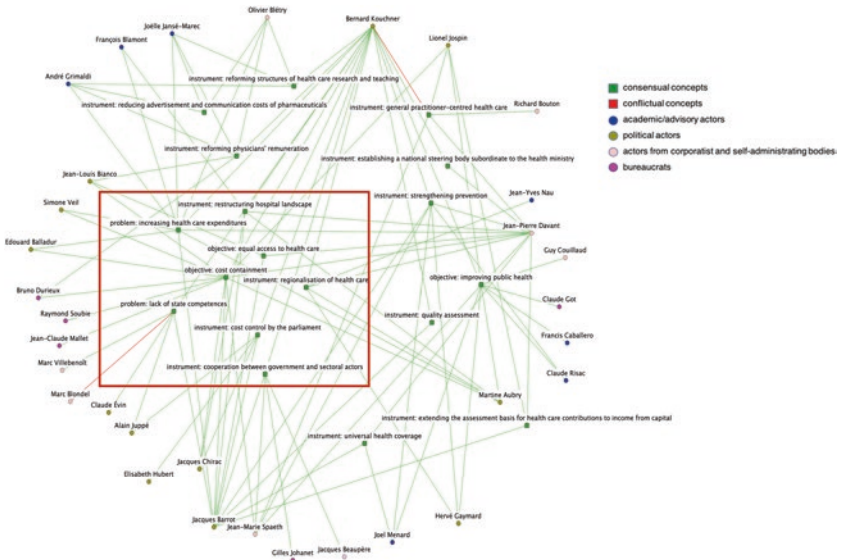 Olivier Blétry
Bernard Kouchner
Joëlle Jansé-Marec
François Blamont
Lionel Jospin
André Grimaldi
instrument: reforming structures of health care research and teaching
instrument: reducing advertisement and communication costs of pharmaceuticals
instrument: general practitioner-centred health care
Richard Bouton
consensual concepts
conflictual concepts
academic/advisory actors
political actors
actors from corporatist and self-administrating bodies
bureaucrats
instrument: reforming physicians' remuneration
instrument: establishing a national steering body subordinate to the health ministry
Jean-Louis Bianco
Simone Veil
instrument: restructuring hospital landscape
instrument: strengthening prevention
Jean-Yves Nau
problem: increasing health care expenditures
Jean-Pierre Davant
Edouard Balladur
objective: equal access to health care
Guy Couillaud
objective: cost containment
instrument: regionalisation of health care
objective: improving public health
Bruno Durieux
problem: lack of state competences
Claude Got
Raymond Soubie
instrument: cost control by the parliament
instrument: quality assessment
Jean-Claude Mallet
Francis Caballero
Marc Villebenoît
instrument: cooperation between government and sectoral actors
Claude Risac
Marc Blondel
Martine Aubry
Claude Évin
Alain Juppé
instrument: extending the assessment basis for health care contributions to income from capital
instrument: universal health coverage
Jacques Chirac
Elisabeth Hubert
Jacques Barrot
Jean-Marie Spaeth
Hervé Gaymard
Joel Menard
Gilles Johanet
Jacques Beaupère